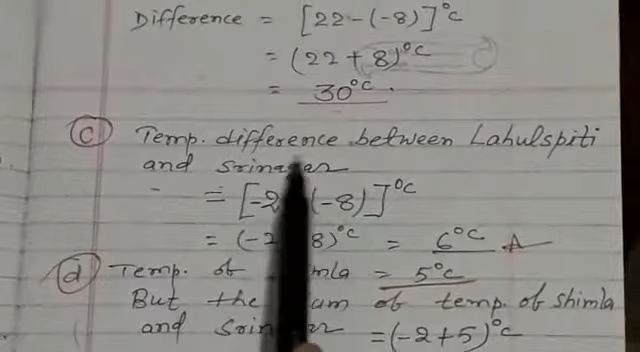 Difference = [22-(-8)]°C
= (22+8)°C
= 30°C.
(c) Temp. difference between Lahulspiti
and
= [-2 (-8)]°C
= (-2 8)°C = 6°C A
(d) Temp. of = 5°C
But the of temp. of Shimla
and = (-2+5)°C